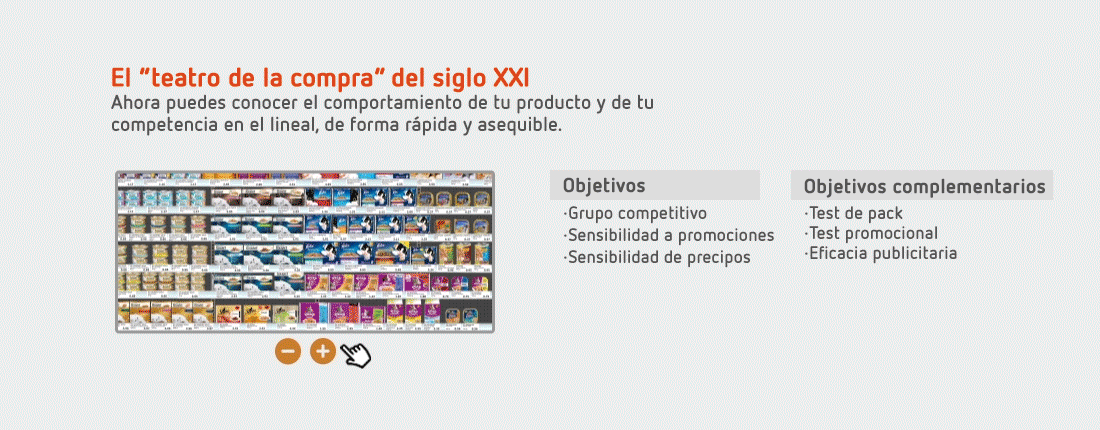 El "teatro de la compra" del siglo XXI
Ahora puedes conocer el comportamiento de tu producto y de tu
competencia en el lineal, de forma rápida y asequible.
Objetivos
·Grupo competitivo
·Sensibilidad a promociones
·Sensibilidad de precipos
Objetivos complementarios
·Test de pack
·Test promocional
·Eficacia publicitaria